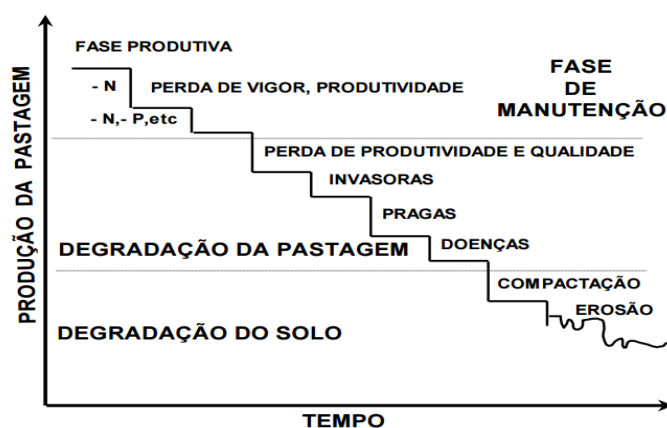 FASE PRODUTIVA
FASE
DE
MANUTENÇÃO
- N
PERDA DE VIGOR, PRODUTIVIDADE
- N,- P,etc
PERDA DE PRODUTIVIDADE E QUALIDADE
INVASORAS
PRAGAS
DEGRADAÇÃO DA PASTAGEM
DOENÇAS
COMPACTAÇÃO
EROSÃO
DEGRADAÇÃO DO SOLO
PRODUÇÃO DA PASTAGEM
TEMPO